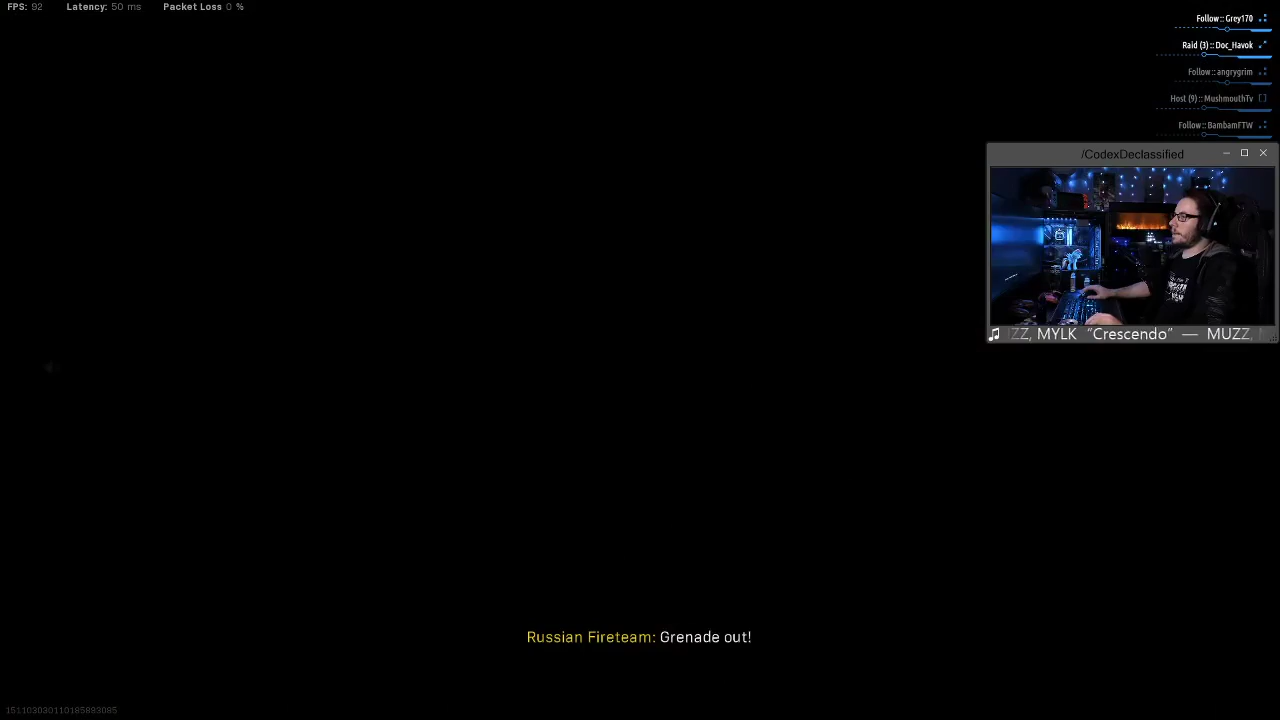 FPS: 92 Latency: 50 ms Packet Loss 0 %
Follow :: Grey170
Raid (3) :: Doc_Havok
Follow :: angrygrim
Host (9) :: MushmouthTv
Follow :: BambamFTW
/CodexDeclassified
ZZ, MYLK “Crescendo” — MUZZ,
Russian Fireteam: Grenade out!